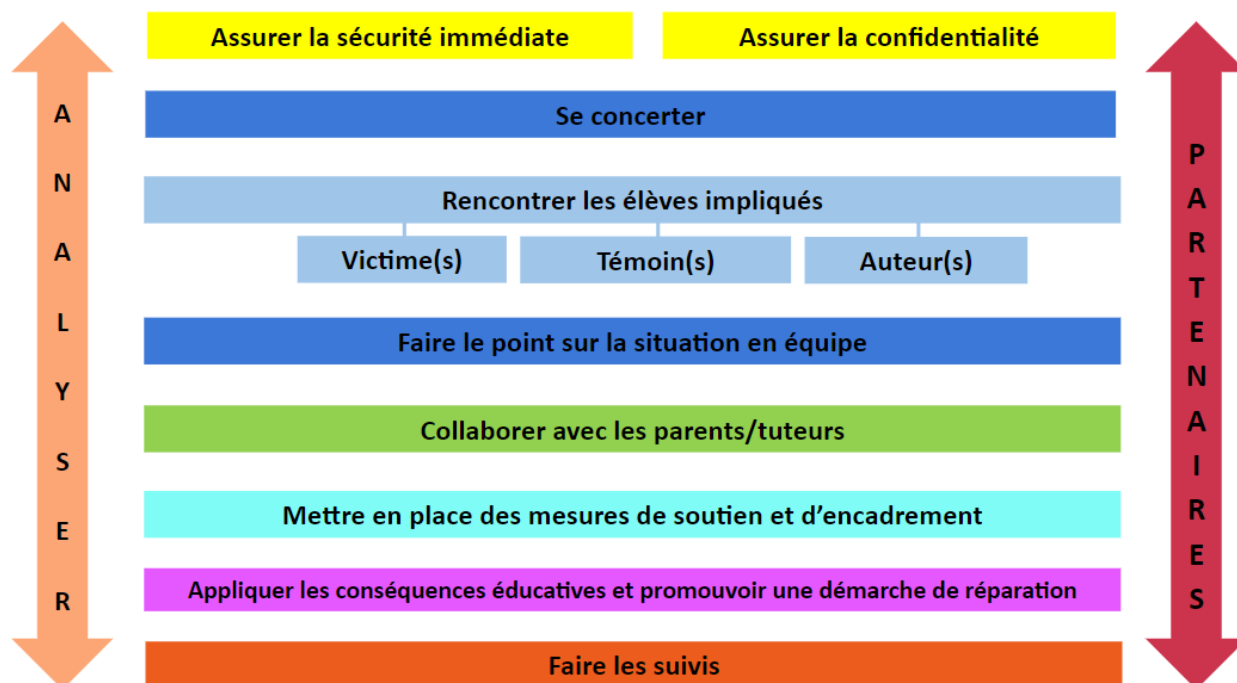 Assurer la sécurité immédiate
Assurer la confidentialité
Se concerter
Rencontrer les élèves impliqués
Victime(s)
Témoin(s)
Auteur(s)
Faire le point sur la situation en équipe
Collaborer avec les parents/tuteurs
Mettre en place des mesures de soutien et d’encadrement
Appliquer les conséquences éducatives et promouvoir une démarche de réparation
Faire les suivis
ANALYSER
PARTENAIRES